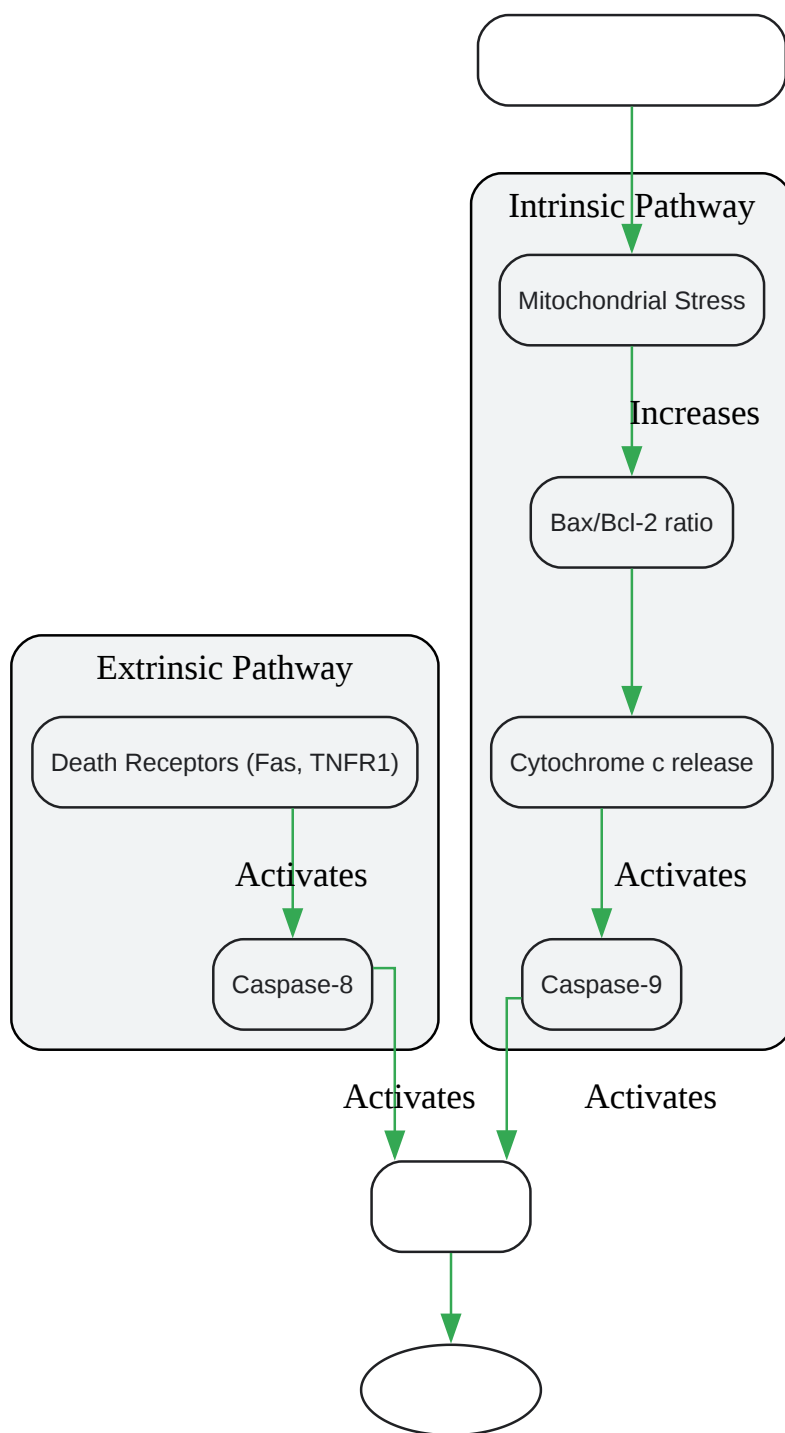 Intrinsic Pathway
Mitochondrial Stress
Increases
Bax/Bcl-2 ratio
Extrinsic Pathway
Death Receptors (Fas, TNFR1)
Cytochrome c release
Activates
Activates
Caspase-8
Caspase-9
Activates
Activates